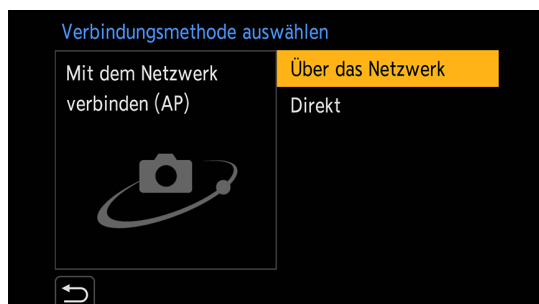 Verbindungsmethode auswählen
Mit dem Netzwerk
verbinden (AP)
Über das Netzwerk
Direkt